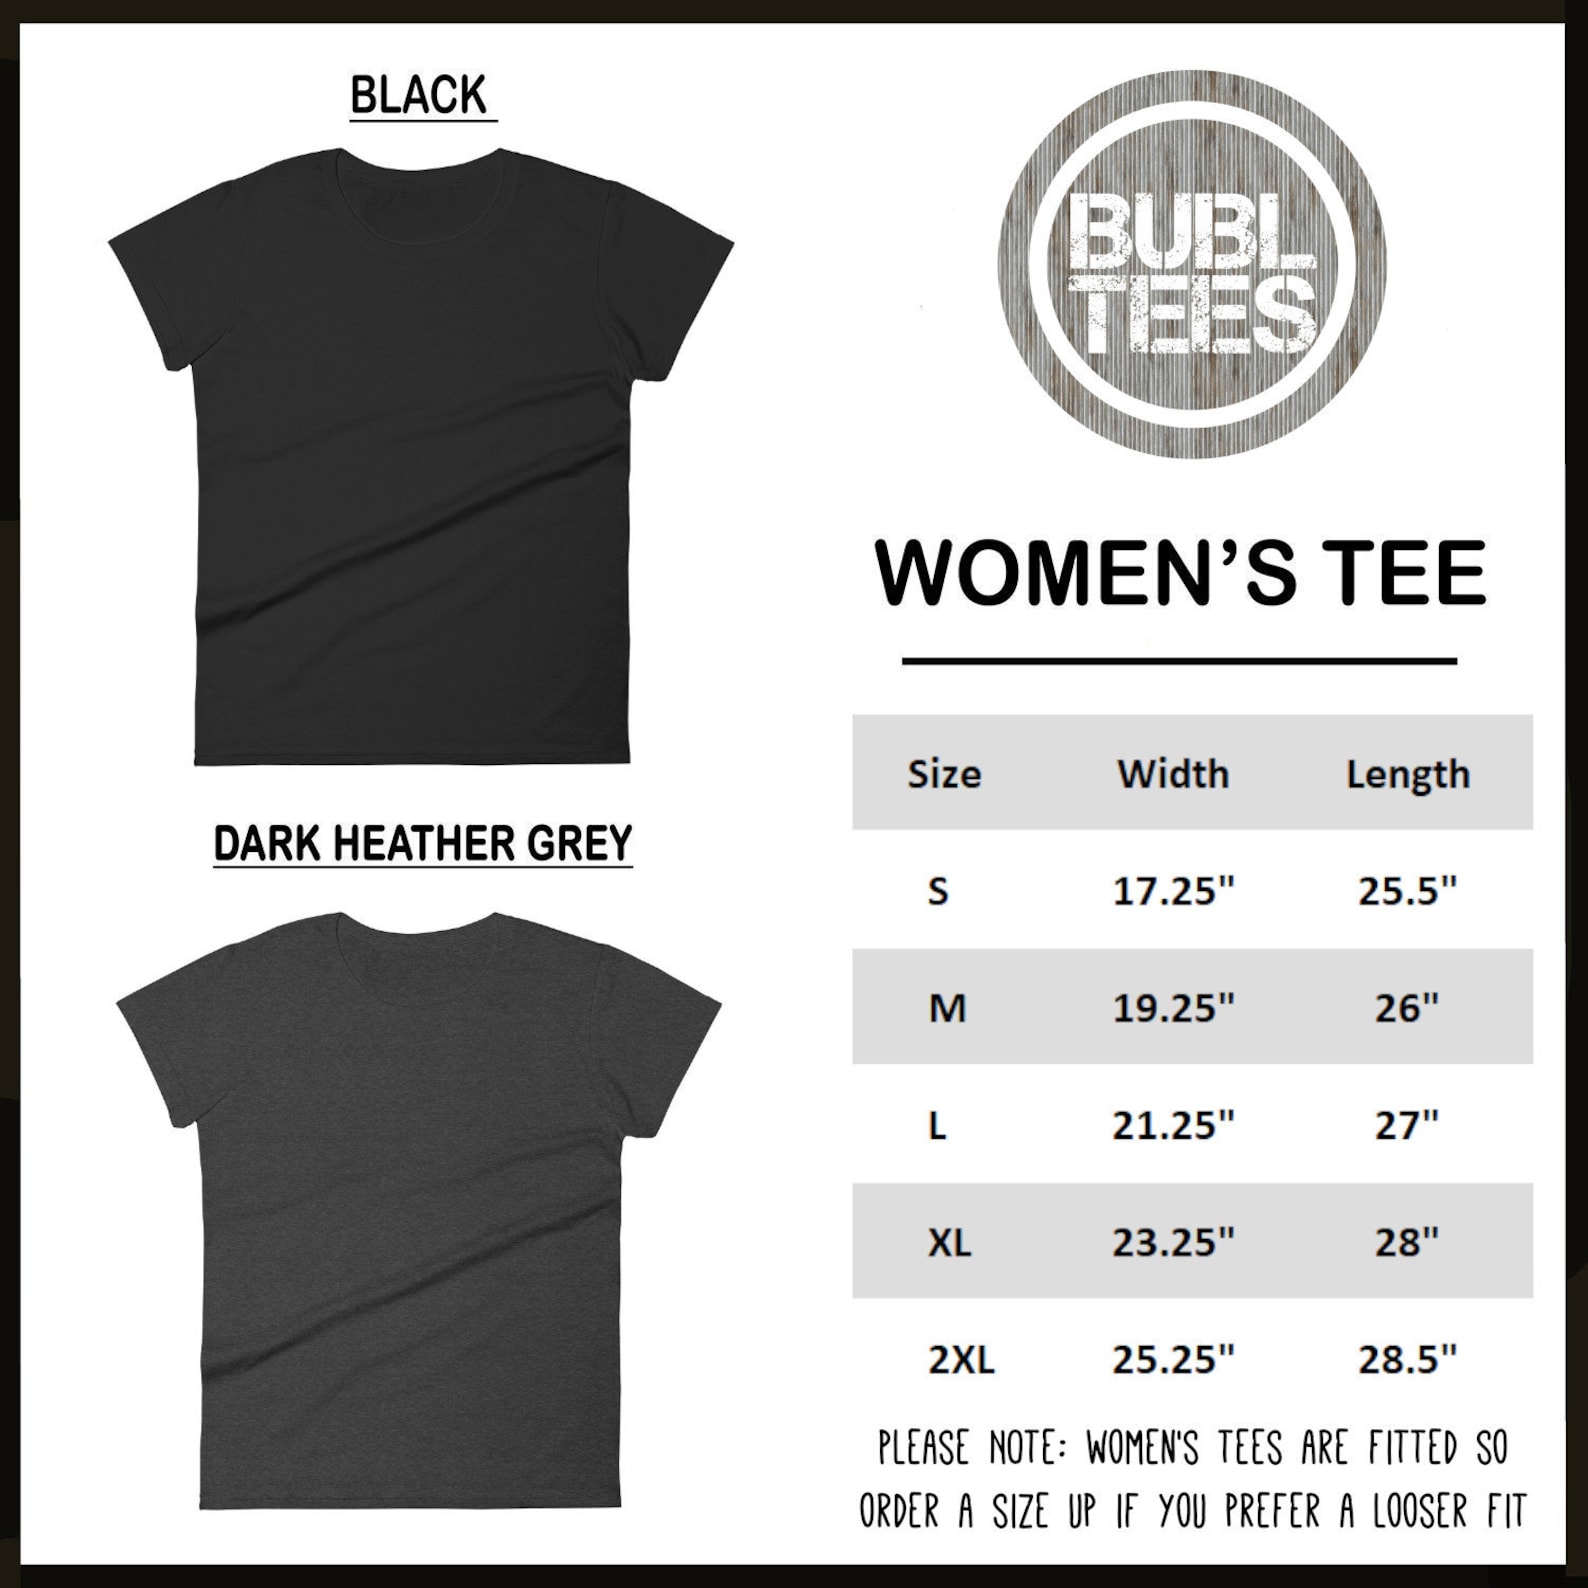 BLACK
DARK HEATHER GREY
BUBL
TEES
WOMEN'S TEE
Size Width Length
S 17.25" 25.5"
M 19.25" 26"
L 21.25" 27"
XL 23.25" 28"
2XL 25.25" 28.5"
PLEASE NOTE: WOMEN'S TEES ARE FITTED SO
ORDER A SIZE UP IF YOU PREFER A LOOSER FIT